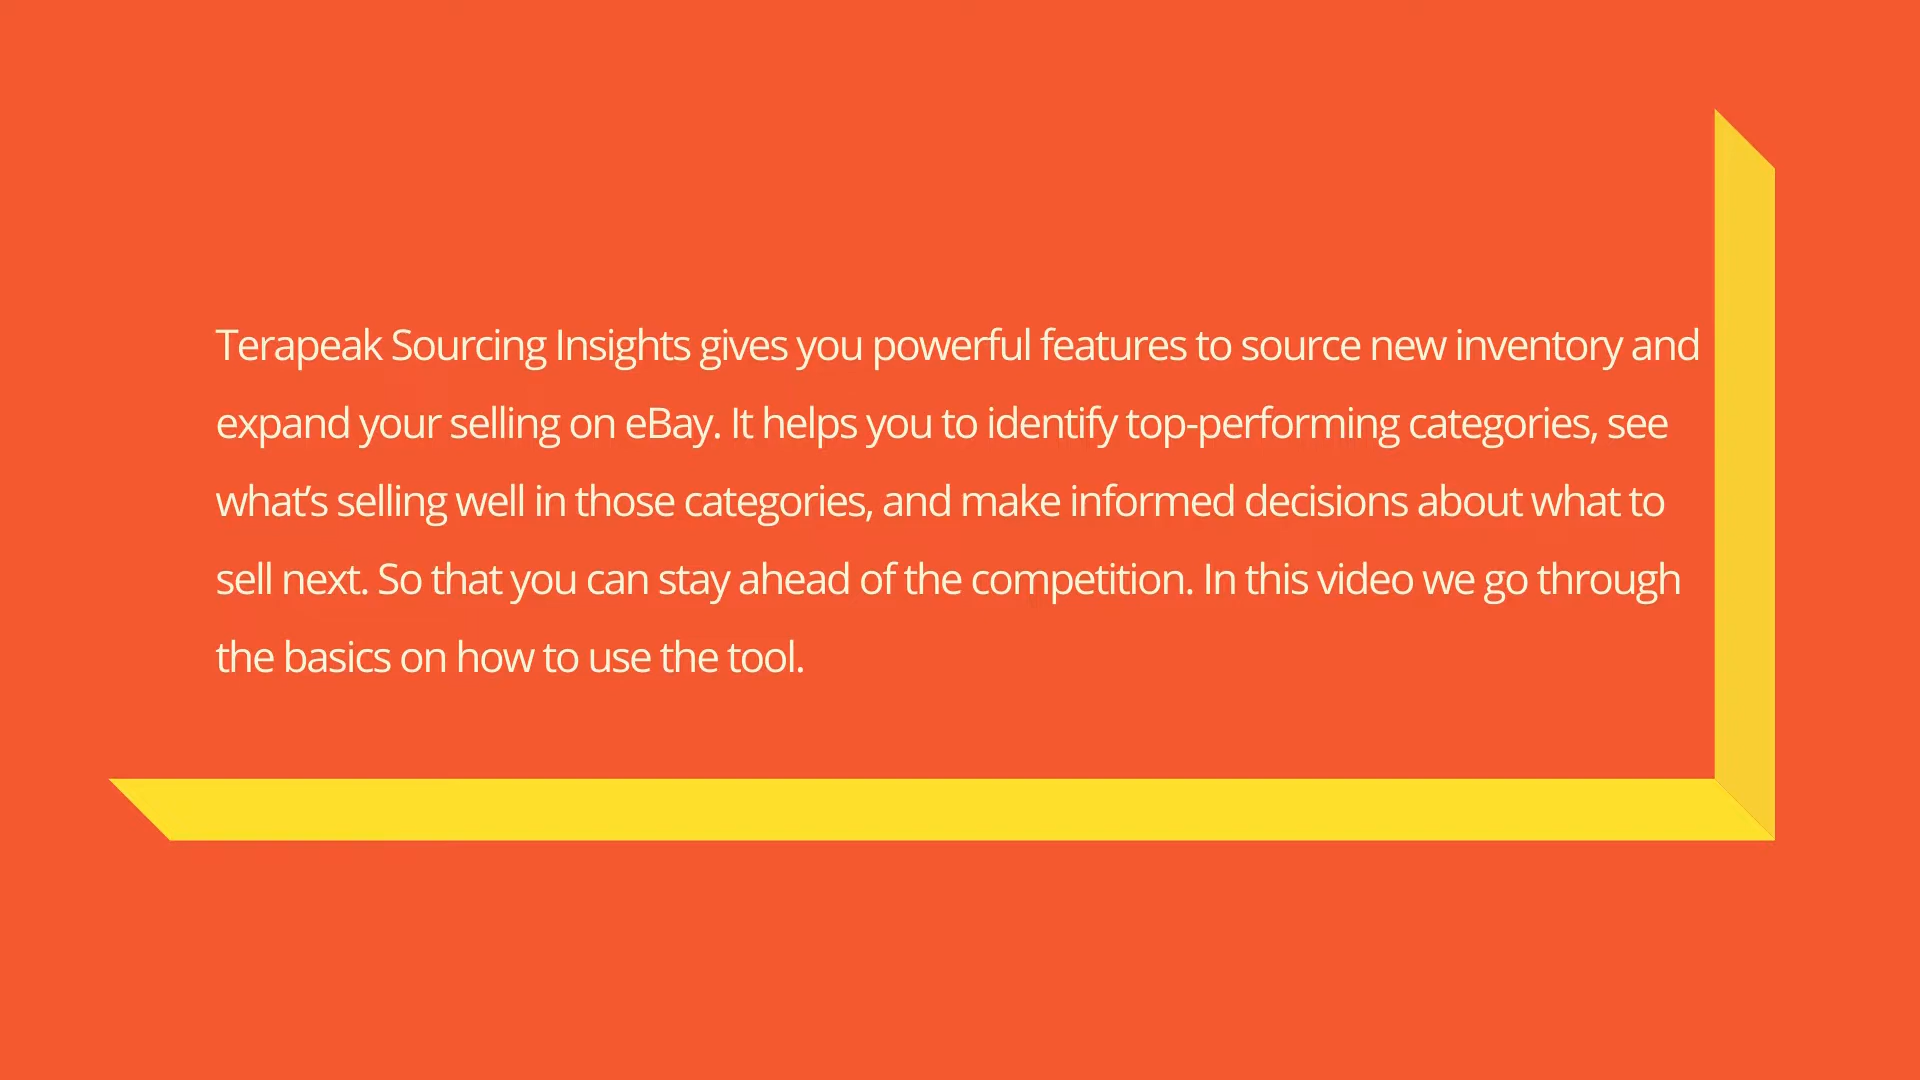 Terapeak Sourcing Insights gives you powerful features to source new inventory and
expand your selling on eBay. It helps you to identify top-performing categories, see
what’s selling well in those categories, and make informed decisions about what to
sell next. So that you can stay ahead of the competition. In this video we go through
the basics on how to use the tool.